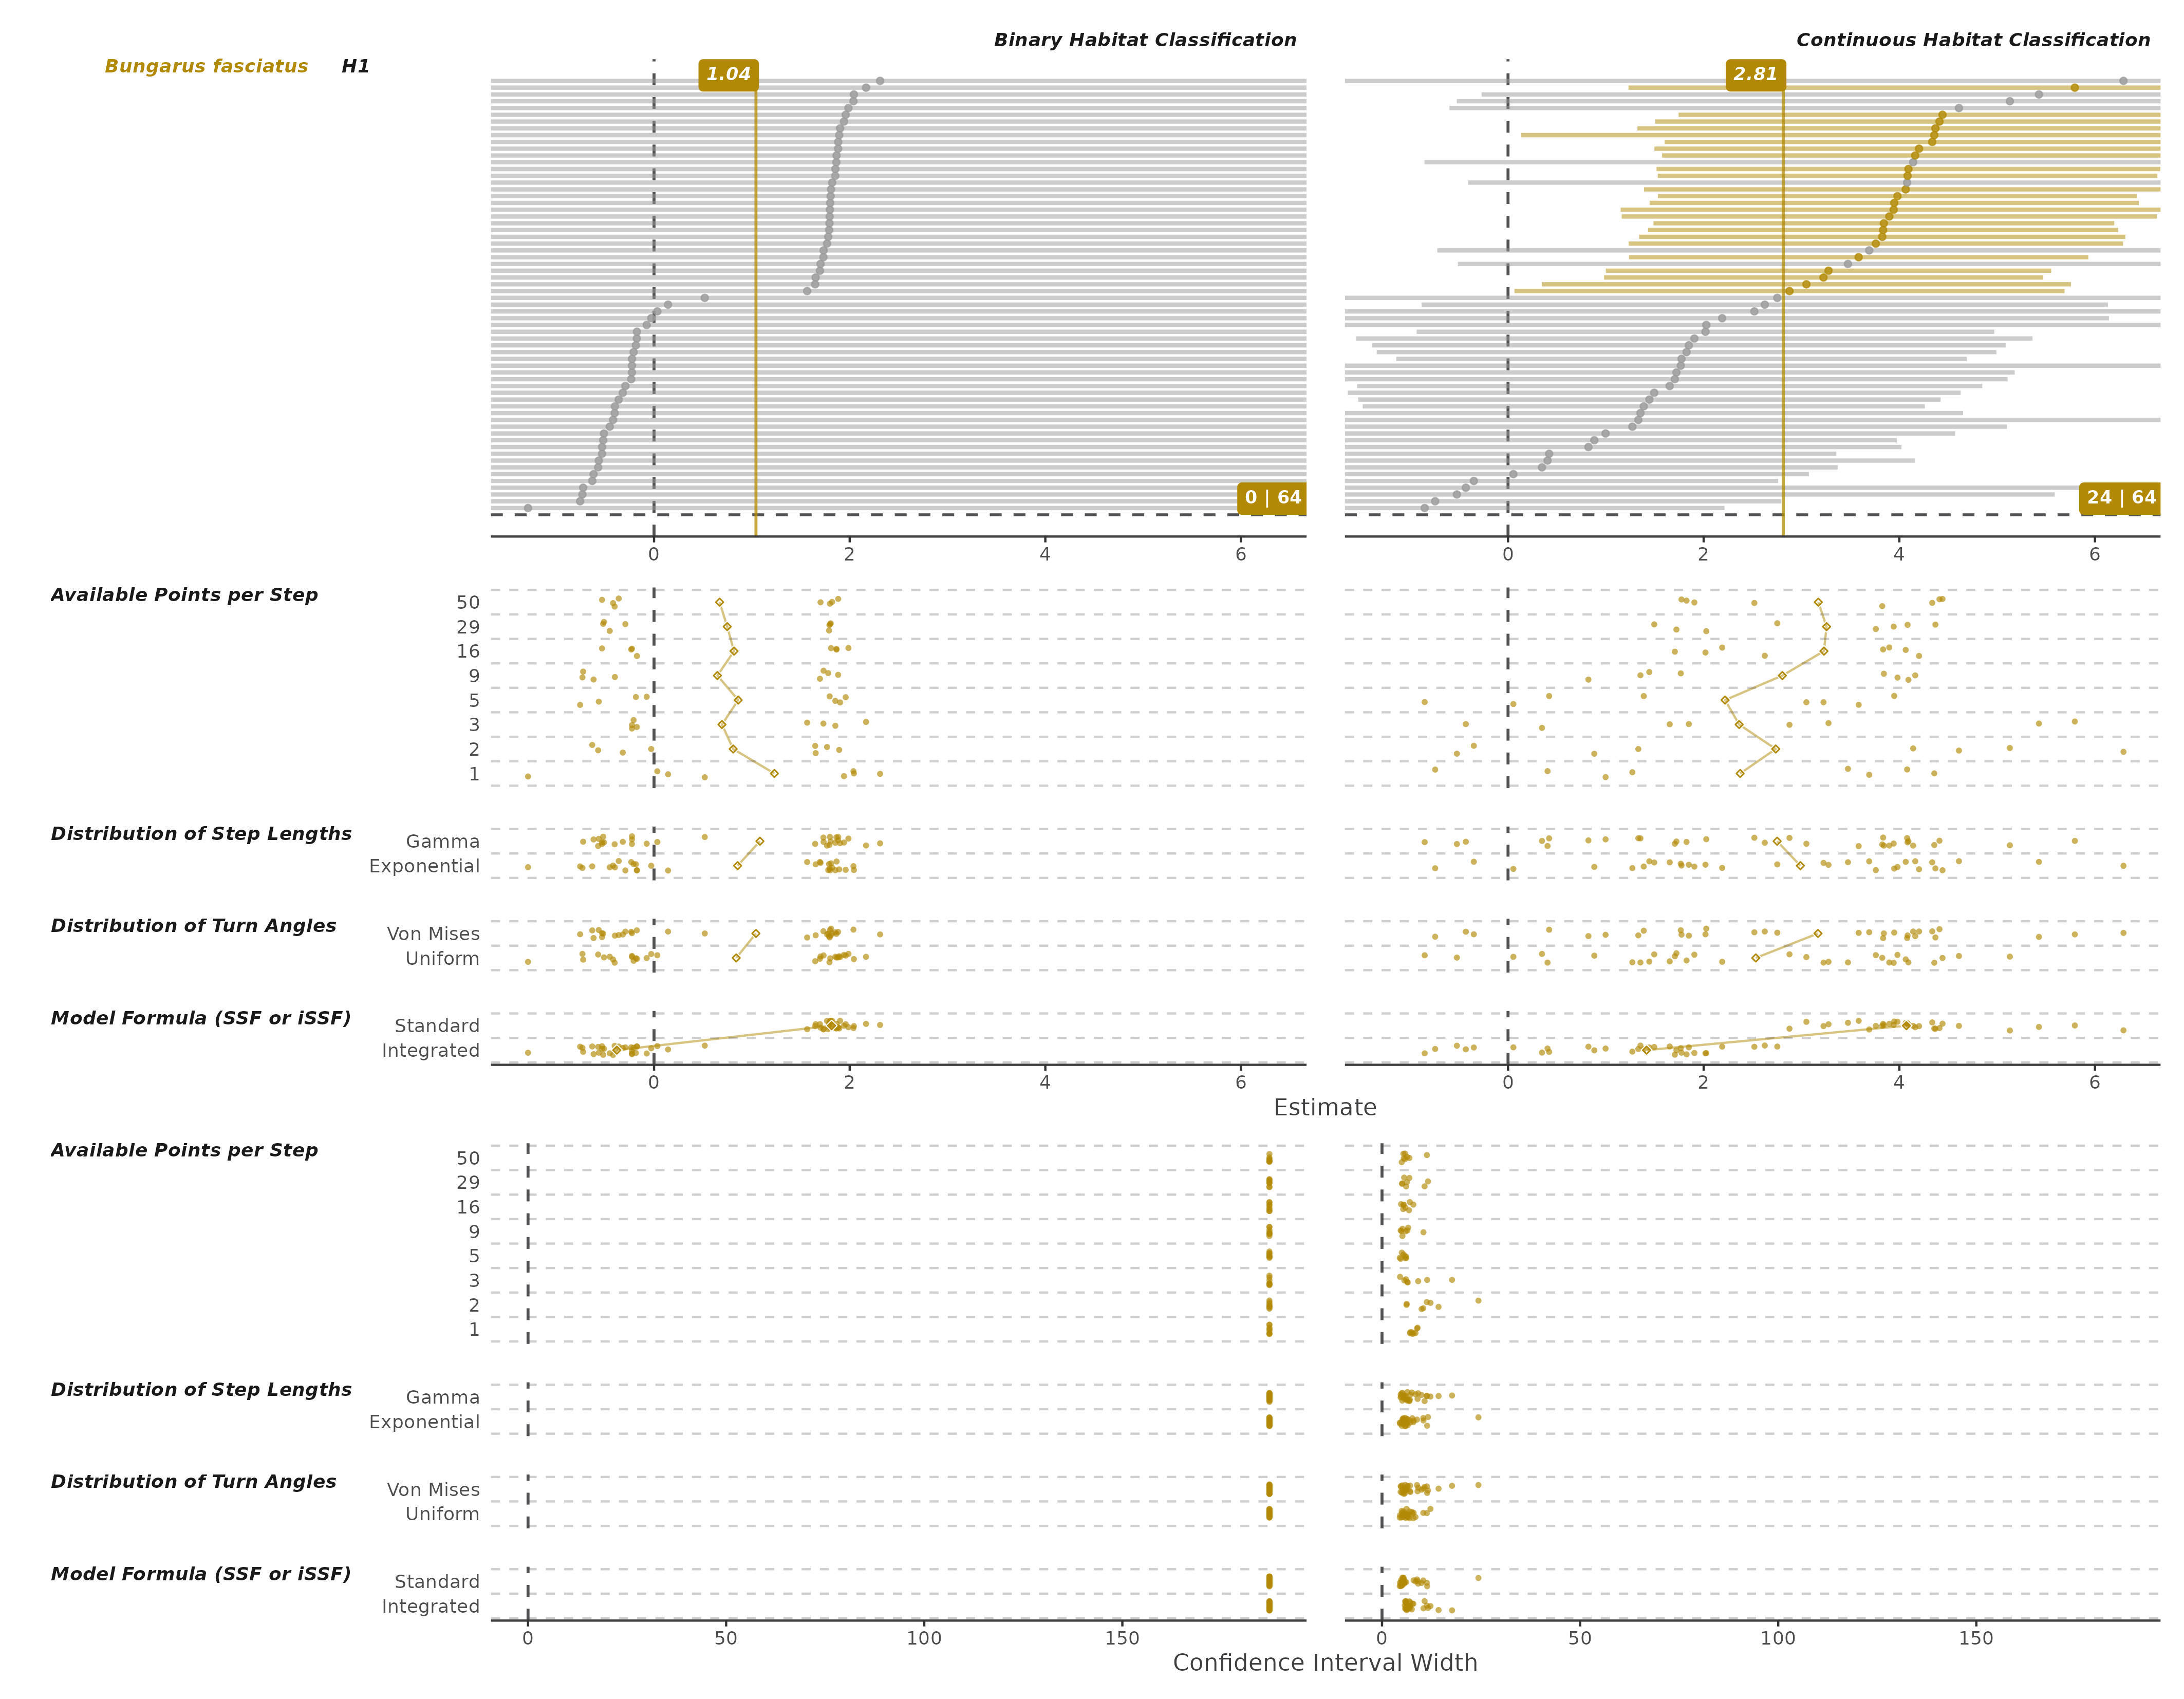 Binary Habitat Classification
Continuous Habitat Classification
Bungarus fasciatus H1
1.04
2.81
0 | 64
24 | 64
0 2 4 6
0 2 4 6
Available Points per Step
50
29
16
9
5
3
2
1
Distribution of Step Lengths
Gamma
Exponential
Distribution of Turn Angles
Von Mises
Uniform
Model Formula (SSF or iSSF)
Standard
Integrated
0 2 4 6
0 2 4 6
Estimate
Available Points per Step
50
29
16
9
5
3
2
1
Distribution of Step Lengths
Gamma
Exponential
Distribution of Turn Angles
Von Mises
Uniform
Model Formula (SSF or iSSF)
Standard
Integrated
0 50 100 150
0 50 100 150
Confidence Interval Width